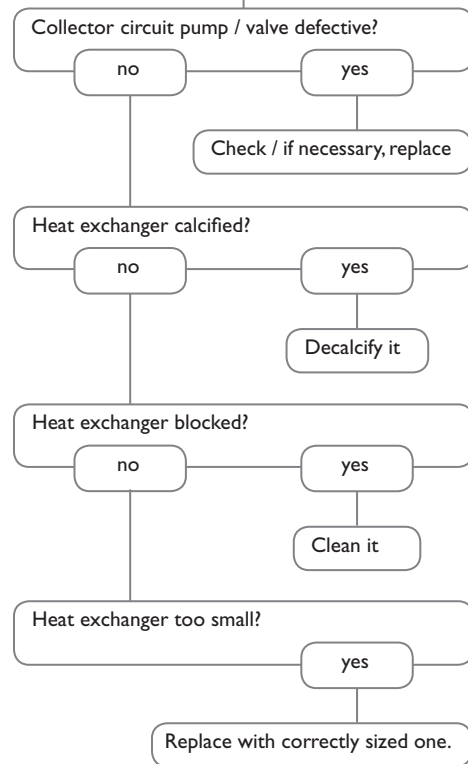 Collector circuit pump / valve defective?
no
yes
Check / if necessary, replace
Heat exchanger calcified?
no
yes
Decalcify it
Heat exchanger blocked?
no
yes
Clean it
Heat exchanger too small?
yes
Replace with correctly sized one.